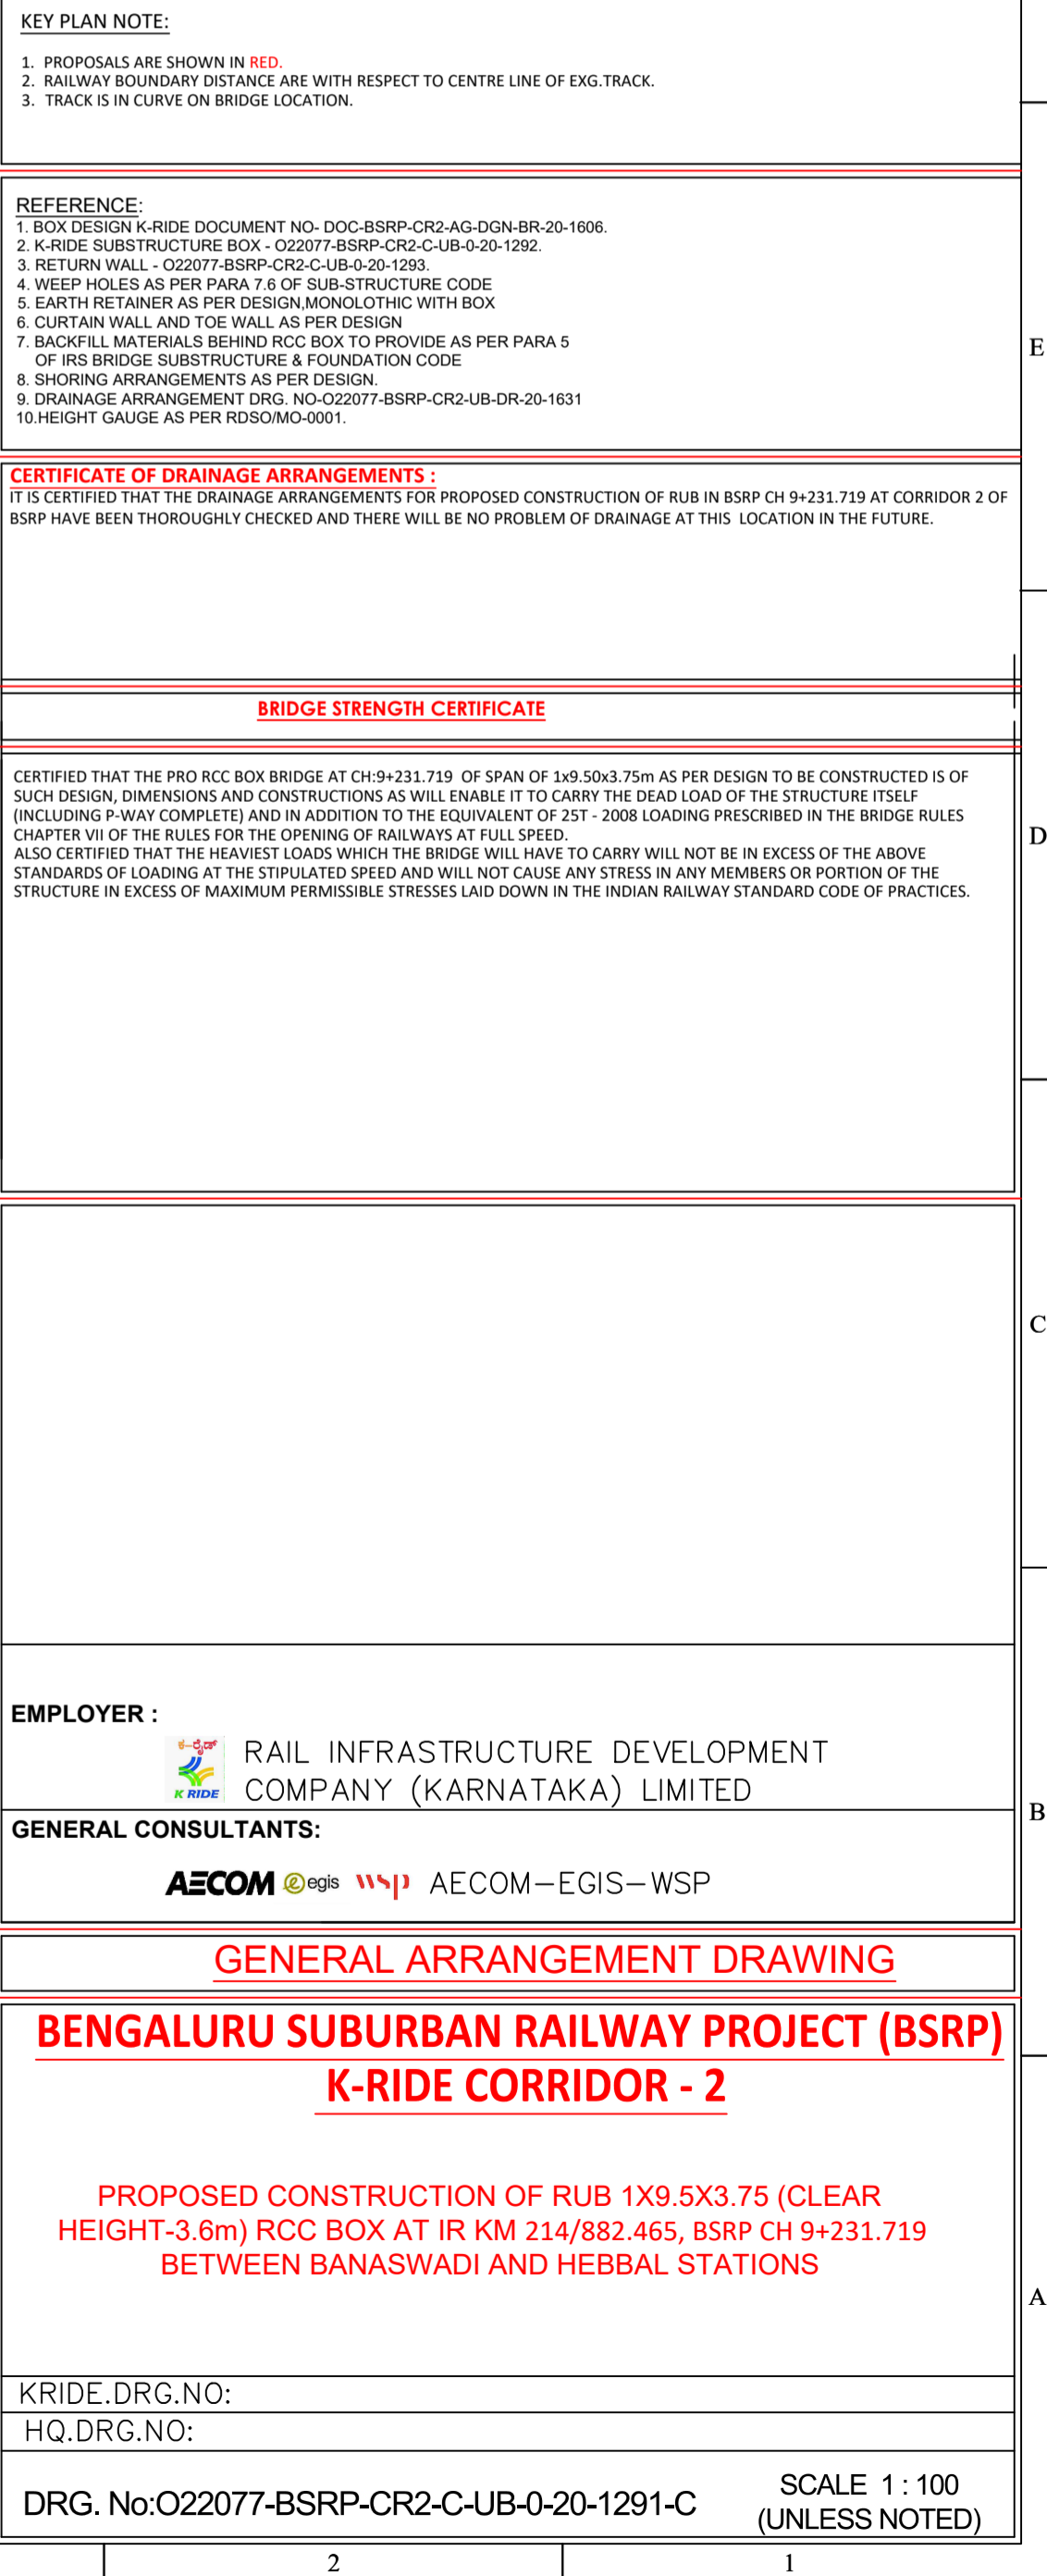 KEY PLAN NOTE:
1. PROPOSALS ARE SHOWN IN RED.
2. RAILWAY BOUNDARY DISTANCE ARE WITH RESPECT TO CENTRE LINE OF EXG.TRACK.
3. TRACK IS IN CURVE ON BRIDGE LOCATION.
REFERENCE:
1. BOX DESIGN K-RIDE DOCUMENT NO- DOC-BSRP-CR2-AG-DGN-BR-20-1606.
2. K-RIDE SUBSTRUCTURE BOX - O22077-BSRP-CR2-C-UB-0-20-1292.
3. RETURN WALL - O22077-BSRP-CR2-C-UB-0-20-1293.
4. WEEP HOLES AS PER PARA 7.6 OF SUB-STRUCTURE CODE
5. EARTH RETAINER AS PER DESIGN,MONOLOTHIC WITH BOX
6. CURTAIN WALL AND TOE WALL AS PER DESIGN
7. BACKFILL MATERIALS BEHIND RCC BOX TO PROVIDE AS PER PARA 5
OF IRS BRIDGE SUBSTRUCTURE & FOUNDATION CODE
E
8. SHORING ARRANGEMENTS AS PER DESIGN.
9. DRAINAGE ARRANGEMENT DRG. NO-O22077-BSRP-CR2-UB-DR-20-1631
10.HEIGHT GAUGE AS PER RDSO/MO-0001.
CERTIFICATE OF DRAINAGE ARRANGEMENTS :
IT IS CERTIFIED THAT THE DRAINAGE ARRANGEMENTS FOR PROPOSED CONSTRUCTION OF RUB IN BSRP CH 9+231.719 AT CORRIDOR 2 OF
BSRP HAVE BEEN THOROUGHLY CHECKED AND THERE WILL BE NO PROBLEM OF DRAINAGE AT THIS LOCATION IN THE FUTURE.
BRIDGE STRENGTH CERTIFICATE
CERTIFIED THAT THE PRO RCC BOX BRIDGE AT CH:9+231.719 OF SPAN OF 1x9.50x3.75m AS PER DESIGN TO BE CONSTRUCTED IS OF
SUCH DESIGN, DIMENSIONS AND CONSTRUCTIONS AS WILL ENABLE IT TO CARRY THE DEAD LOAD OF THE STRUCTURE ITSELF
(INCLUDING P-WAY COMPLETE) AND IN ADDITION TO THE EQUIVALENT OF 25T - 2008 LOADING PRESCRIBED IN THE BRIDGE RULES
CHAPTER VII OF THE RULES FOR THE OPENING OF RAILWAYS AT FULL SPEED.
D
ALSO CERTIFIED THAT THE HEAVIEST LOADS WHICH THE BRIDGE WILL HAVE TO CARRY WILL NOT BE IN EXCESS OF THE ABOVE
STANDARDS OF LOADING AT THE STIPULATED SPEED AND WILL NOT CAUSE ANY STRESS IN ANY MEMBERS OR PORTION OF THE
STRUCTURE IN EXCESS OF MAXIMUM PERMISSIBLE STRESSES LAID DOWN IN THE INDIAN RAILWAY STANDARD CODE OF PRACTICES.
C
EMPLOYER :
ಕೆ-ರೈಡ್
K RIDE
RAIL INFRASTRUCTURE DEVELOPMENT
COMPANY (KARNATAKA) LIMITED
B
GENERAL CONSULTANTS:
AECOM egis wsp AECOM-EGIS-WSP
GENERAL ARRANGEMENT DRAWING
BENGALURU SUBURBAN RAILWAY PROJECT (BSRP)
K-RIDE CORRIDOR - 2
PROPOSED CONSTRUCTION OF RUB 1X9.5X3.75 (CLEAR
HEIGHT-3.6m) RCC BOX AT IR KM 214/882.465, BSRP CH 9+231.719
BETWEEN BANASWADI AND HEBBAL STATIONS
A
KRIDE.DRG.NO:
HQ.DRG.NO:
DRG. No:O22077-BSRP-CR2-C-UB-0-20-1291-C
SCALE 1 : 100
(UNLESS NOTED)
2 1